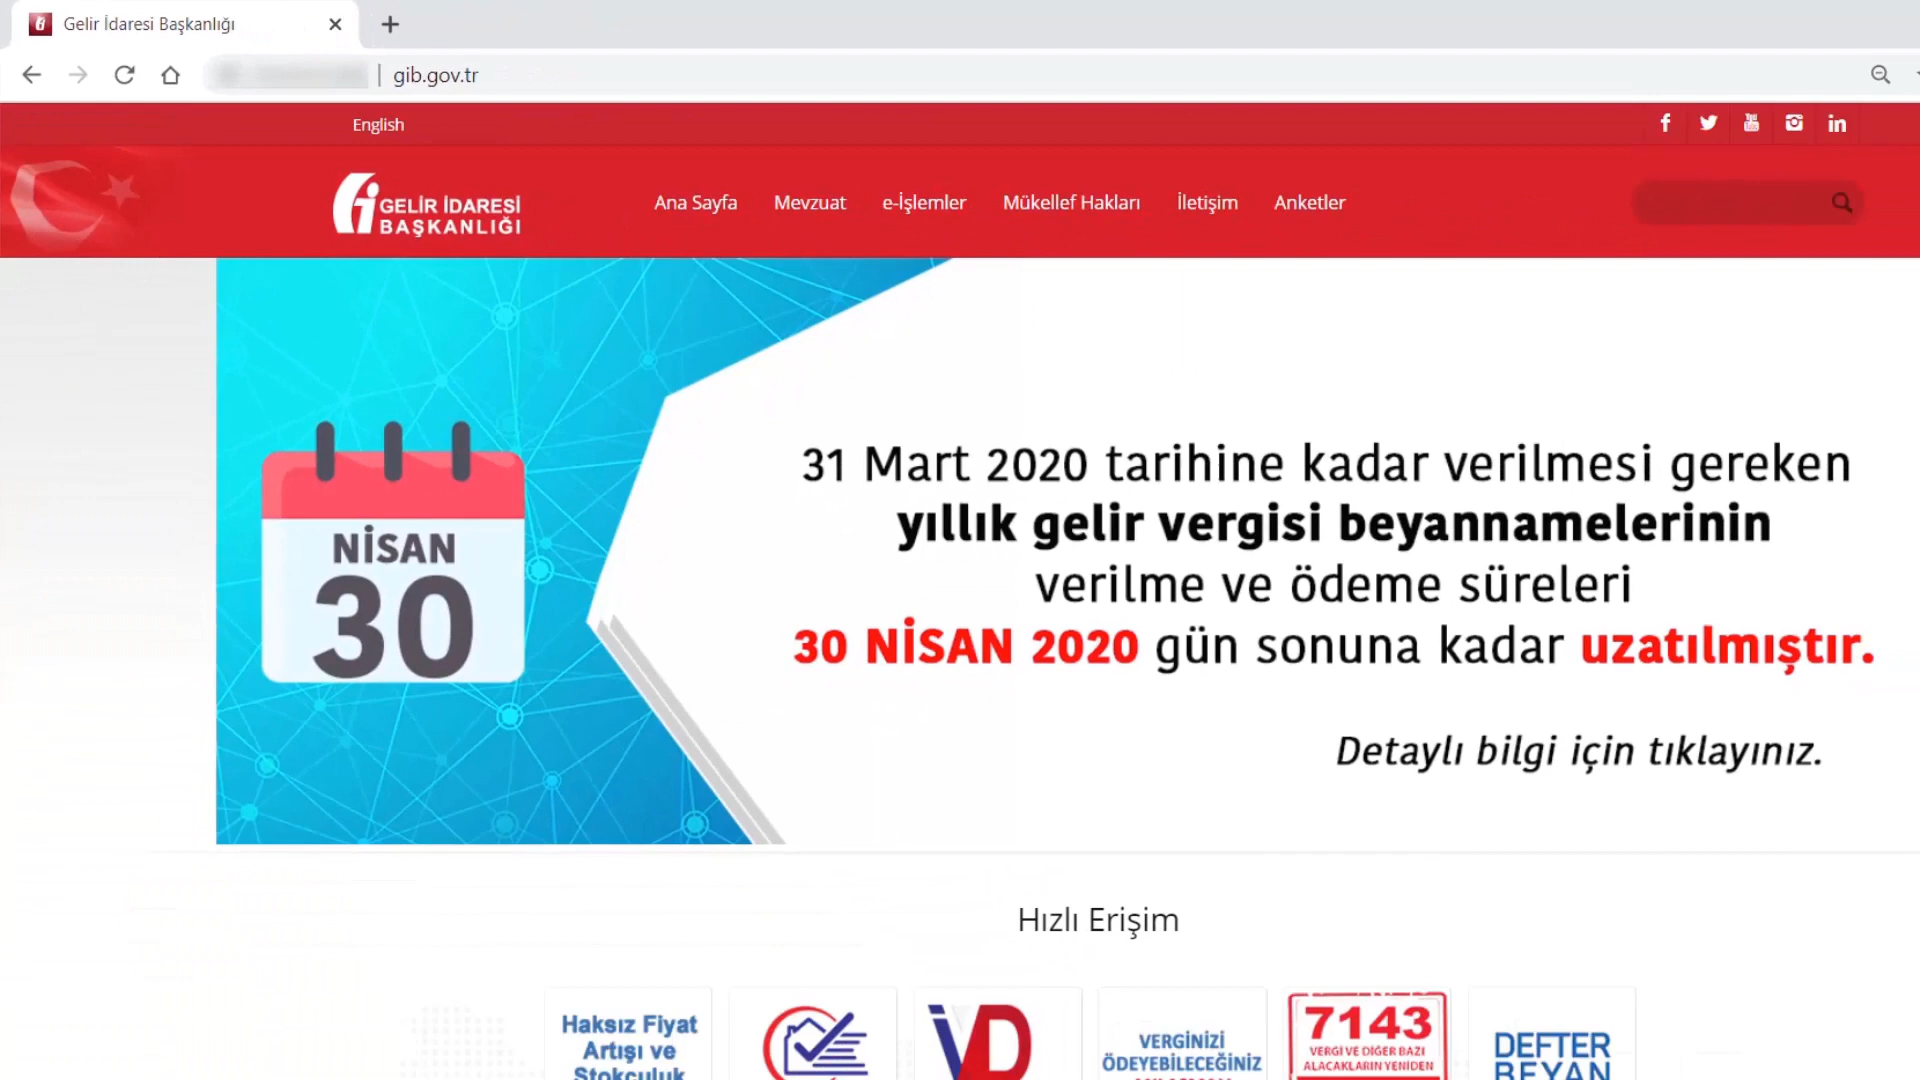 Gelir İdaresi Başkanlığı
gib.gov.tr
English
GELİR İDARESİ
BAŞKANLIĞI
Ana Sayfa Mevzuat e-İşlemler Mükellef Hakları İletişim Anketler
NİSAN
30
31 Mart 2020 tarihine kadar verilmesi gereken
yıllık gelir vergisi beyannamelerinin
verilme ve ödeme süreleri
30 NİSAN 2020 gün sonuna kadar uzatılmıştır.
Detaylı bilgi için tıklayınız.
Hızlı Erişim
Haksız Fiyat
Artışı ve
Stokçuluk
İVD
VERGİNİZİ
ÖDEYEBİLECEĞİNİZ
7143
VERGİ VE DİĞER BAZI
ALACAKLARIN YENİDEN
DEFTER
BEYAN